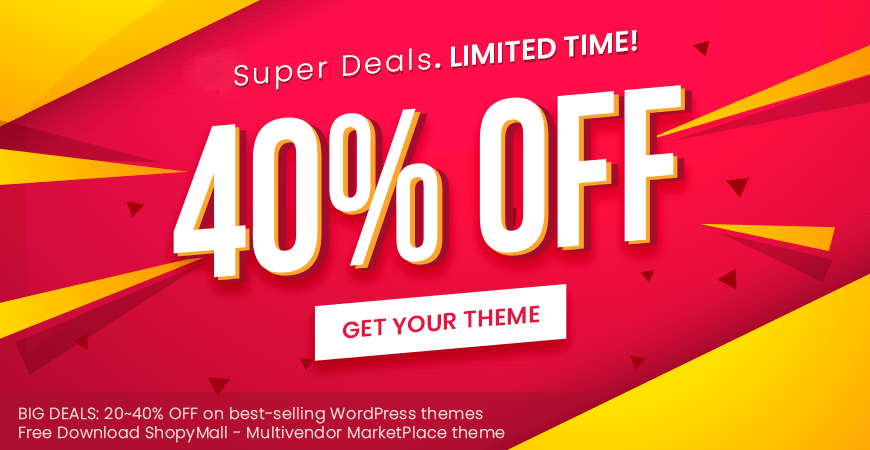 Super Deals. LIMITED TIME!
40% OFF
GET YOUR THEME
BIG DEALS: 20~40% OFF on best-selling WordPress themes
Free Download ShopyMall - Multivendor MarketPlace theme